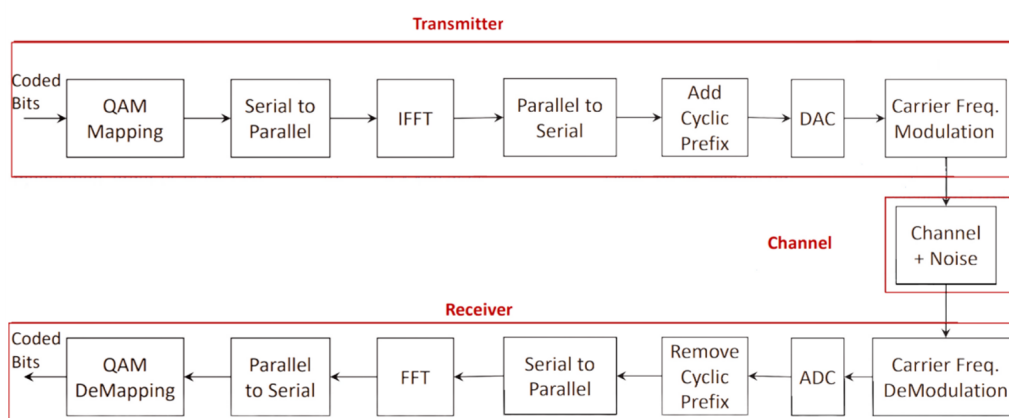 Transmitter
Coded
Bits
QAM
Mapping
Serial to
Parallel
IFFT
Parallel to
Serial
Add
Cyclic
Prefix
DAC
Carrier Freq.
Modulation
Channel
Channel
+ Noise
Receiver
Coded
Bits
QAM
DeMapping
Parallel
to Serial
FFT
Serial to
Parallel
Remove
Cyclic
Prefix
ADC
Carrier Freq.
DeModulation